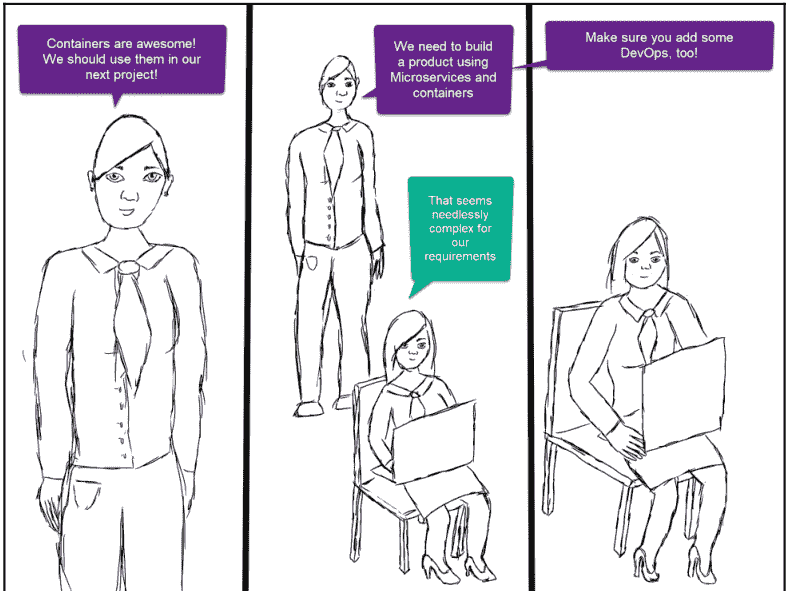 Containers are awesome!
We should use them in our
next project!
We need to build
a product using
Microservices and
containers
That seems
needlessly
complex for
our
requirements
Make sure you add some
DevOps, too!